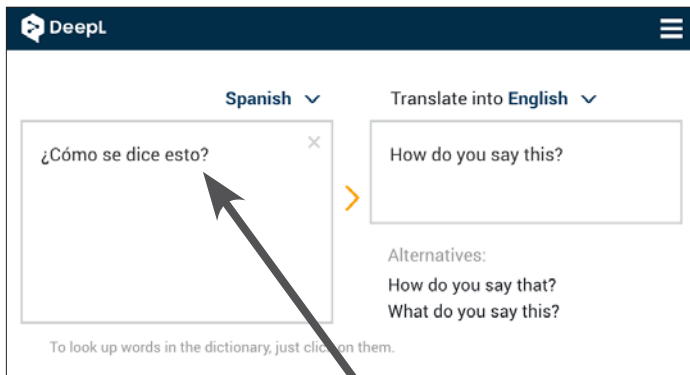 DeepL
Spanish
¿Cómo se dice esto?
Translate into English
How do you say this?
Alternatives:
How do you say that?
What do you say this?
To look up words in the dictionary, just click on them.